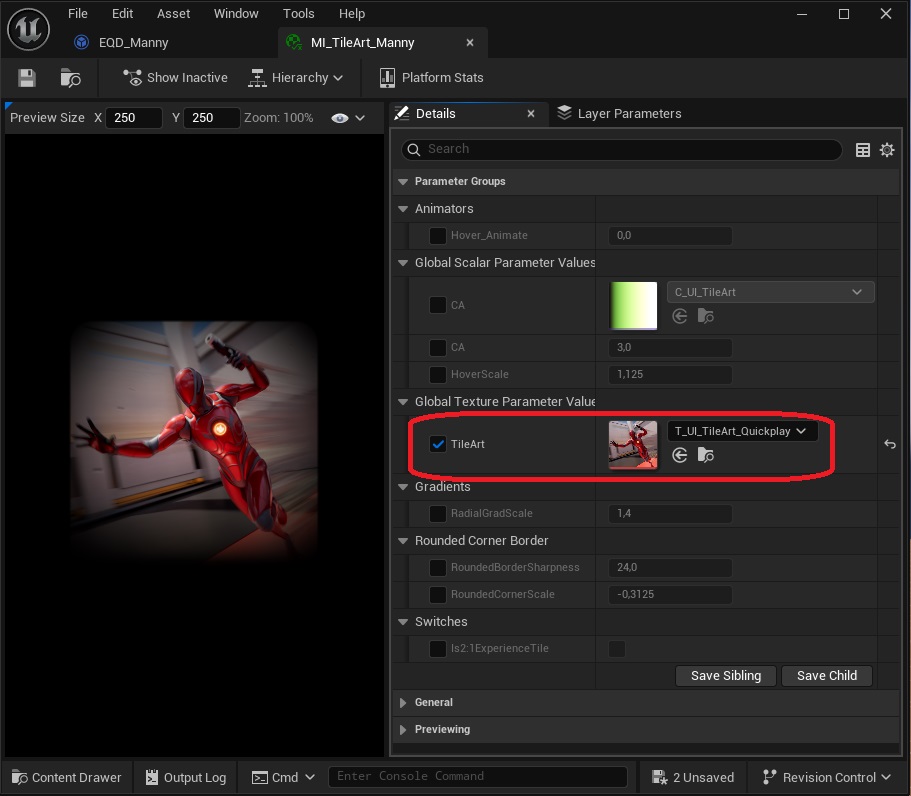 File Edit Asset Window Tools Help
EQD_Manny MI_TileArt_Manny
Show Inactive Hierarchy Platform Stats
Preview Size X 250 Y 250 Zoom: 100%
Details Layer Parameters
Search
Parameter Groups
Animators
Hover_Animate 0,0
Global Scalar Parameter Values
CA C_UI_TileArt
CA 3,0
HoverScale 1,125
Global Texture Parameter Value
TileArt T_UI_TileArt_Quickplay
Gradients
RadialGradScale 1,4
Rounded Corner Border
RoundedBorderSharpness 24,0
RoundedCornerScale -0,3125
Switches
Is2:1ExperienceTile
Save Sibling Save Child
General
Previewing
Content Drawer Output Log Cmd Enter Console Command 2 Unsaved Revision Control